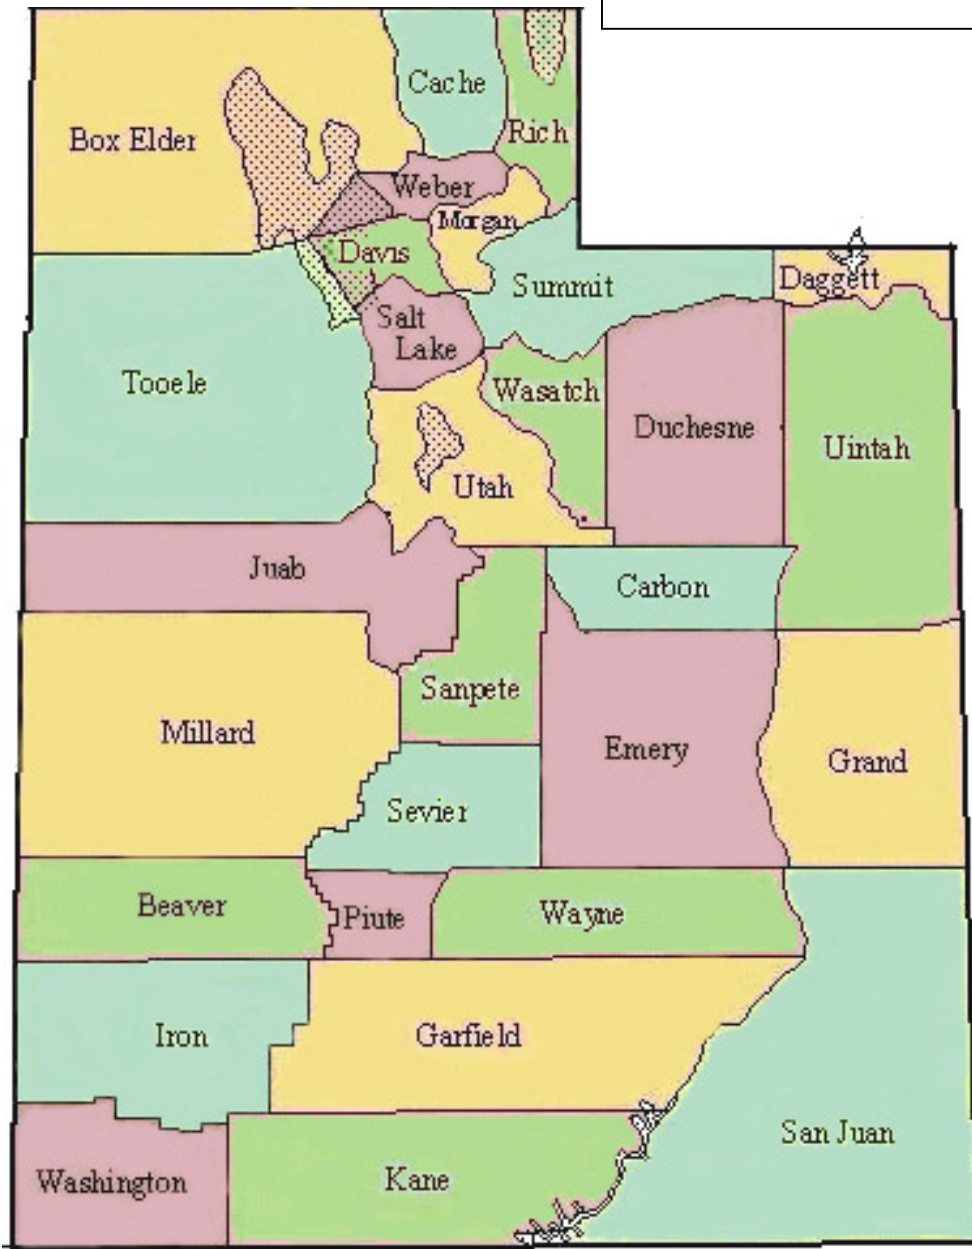 Cache
Rich
Box Elder
Weber
Morgan
Davis
Summit
Daggett
Salt
Lake
Tooele
Wasatch
Duchesne
Uintah
Utah
Juab
Carbon
Sanpete
Millard
Emery
Grand
Sevier
Beaver
Piute
Wayne
Iron
Garfield
San Juan
Washington
Kane